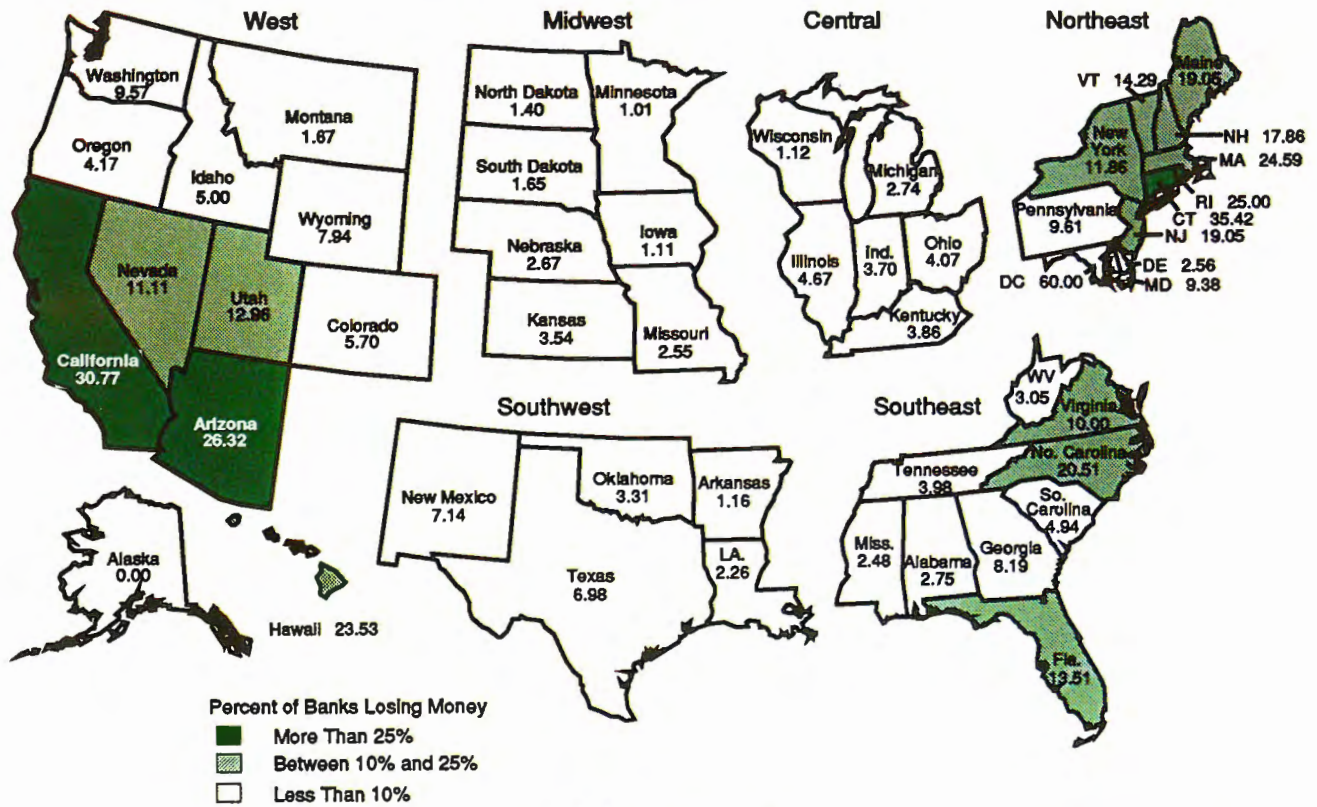 West
Midwest
Central
Northeast
Washington
9.57
Montana
1.67
Oregon
4.17
Idaho
5.00
Wyoming
7.94
Nevada
11.11
Utah
12.96
Colorado
5.70
California
30.77
Arizona
26.32
Alaska
0.00
Hawaii 23.53
North Dakota
1.40
Minnesota
1.01
South Dakota
1.65
Nebraska
2.67
Iowa
1.11
Kansas
3.54
Missouri
2.55
Wisconsin
1.12
Michigan
2.74
Illinois
4.67
Ind.
3.70
Ohio
4.07
Kentucky
3.86
Maine
19.05
VT 14.29
New
York
11.86
NH 17.86
MA 24.59
RI 25.00
CT 35.42
NJ 19.05
Pennsylvania
9.61
DE 2.56
MD 9.38
DC 60.00
Southwest
Southeast
New Mexico
7.14
Oklahoma
3.31
Arkansas
1.16
Texas
6.98
LA.
2.26
WV
3.05
Virginia
10.00
No. Carolina
20.51
Tennessee
3.98
So.
Carolina
4.94
Miss.
2.48
Alabama
2.75
Georgia
8.19
Fla.
13.51
Percent of Banks Losing Money
More Than 25%
Between 10% and 25%
Less Than 10%